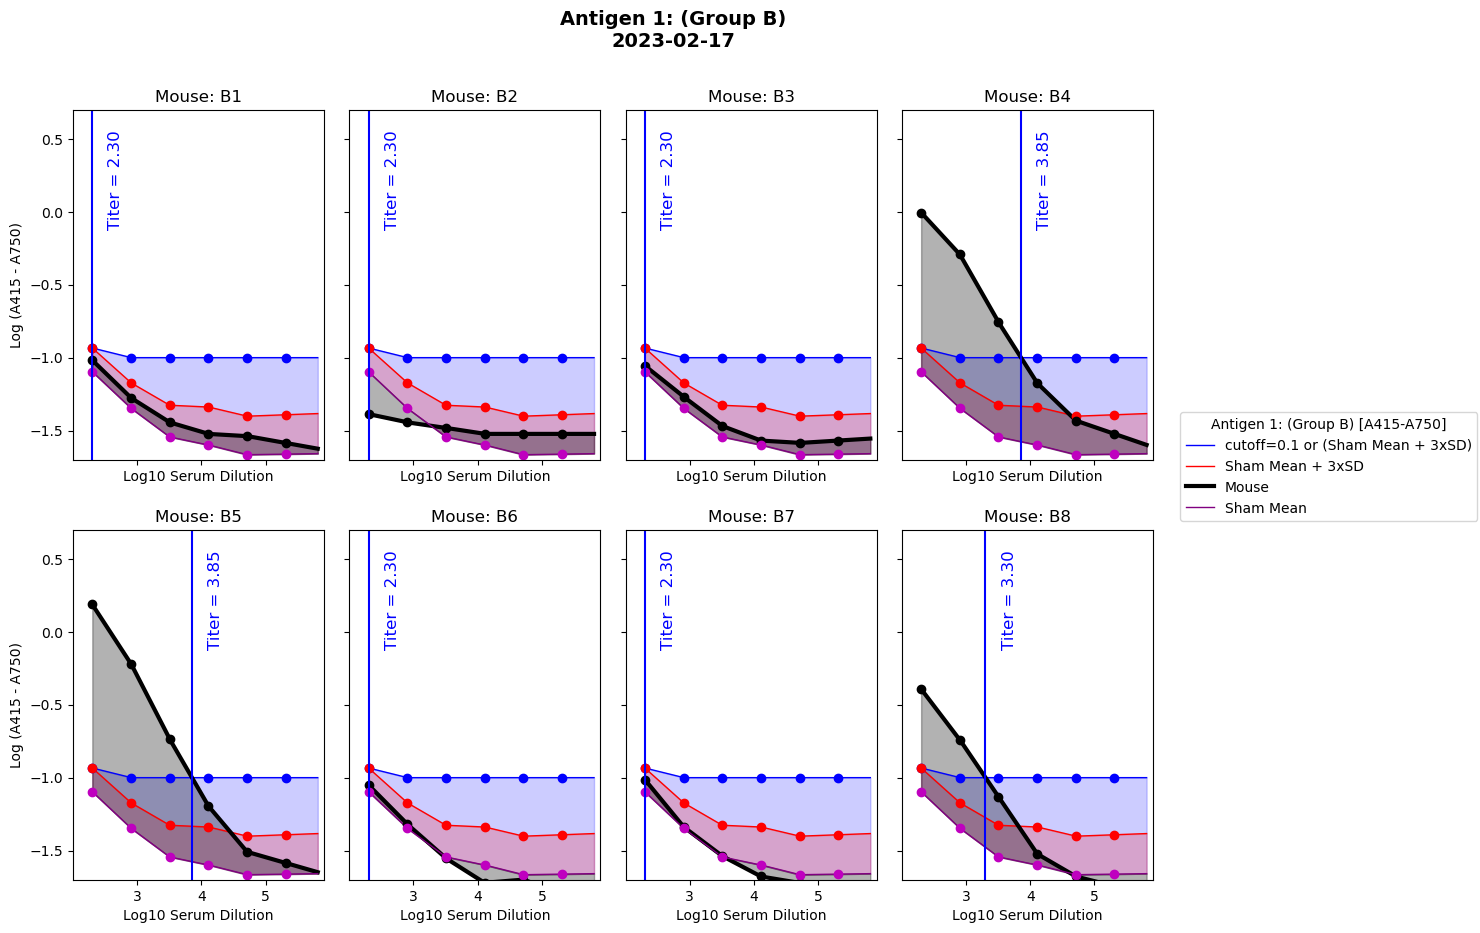 Antigen 1: (Group B)
2023-02-17
Mouse: B1
Mouse: B2
Mouse: B3
Mouse: B4
Log (A415 - A750)
0.5
0.0
−0.5
−1.0
−1.5
Titer = 2.30
Titer = 2.30
Titer = 2.30
Titer = 3.85
Log10 Serum Dilution
Log10 Serum Dilution
Log10 Serum Dilution
Log10 Serum Dilution
Antigen 1: (Group B) [A415-A750]
cutoff=0.1 or (Sham Mean + 3xSD)
Sham Mean + 3xSD
Mouse
Sham Mean
Mouse: B5
Mouse: B6
Mouse: B7
Mouse: B8
Log (A415 - A750)
0.5
0.0
−0.5
−1.0
−1.5
Titer = 3.85
Titer = 2.30
Titer = 2.30
Titer = 3.30
3 4 5
3 4 5
3 4 5
3 4 5
Log10 Serum Dilution
Log10 Serum Dilution
Log10 Serum Dilution
Log10 Serum Dilution